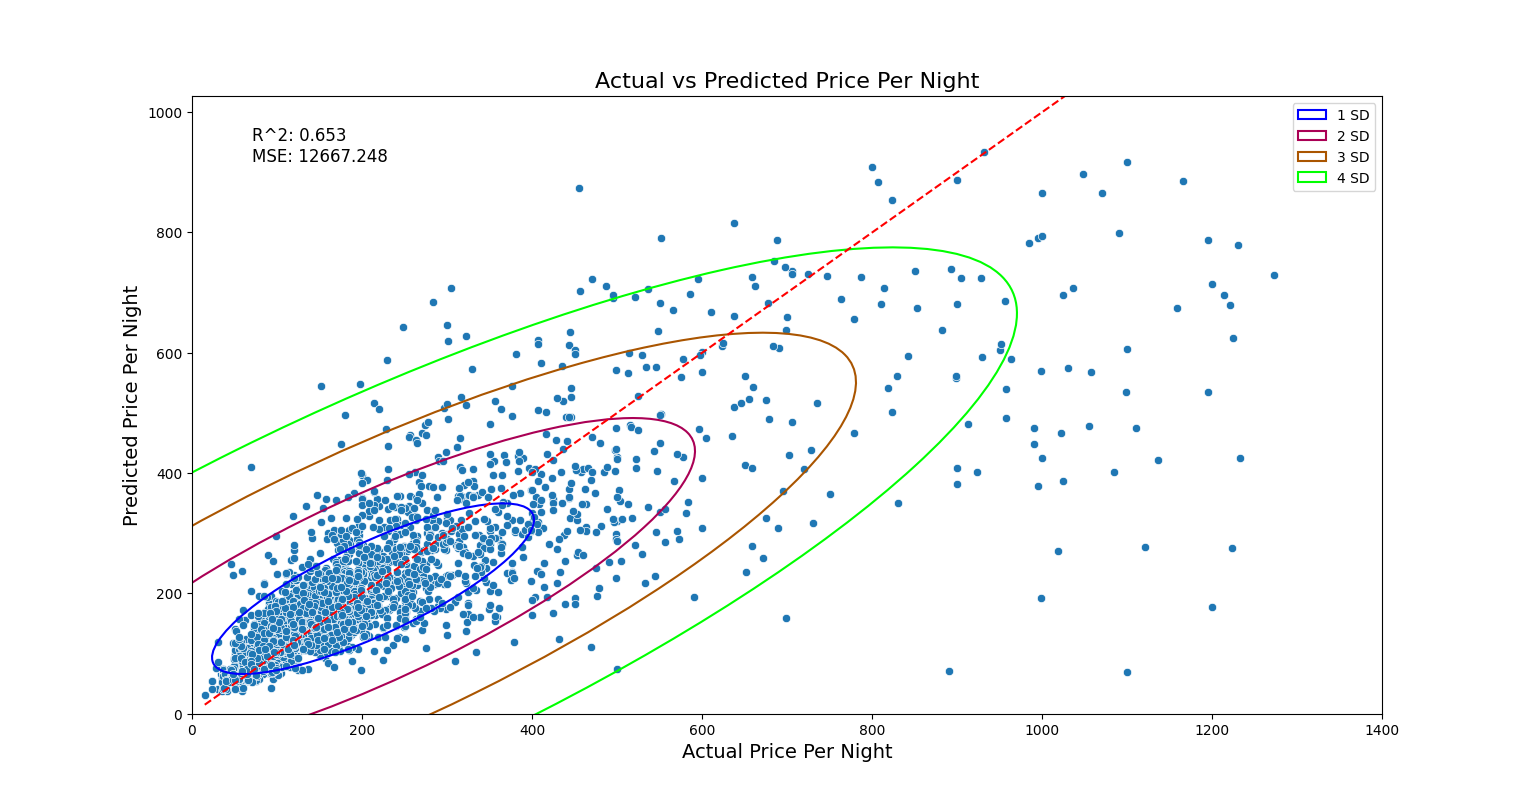 Actual vs Predicted Price Per Night
R^2: 0.653
MSE: 12667.248
1 SD
2 SD
3 SD
4 SD
Predicted Price Per Night
1000
800
600
400
200
0
0 200 400 600 800 1000 1200 1400
Actual Price Per Night